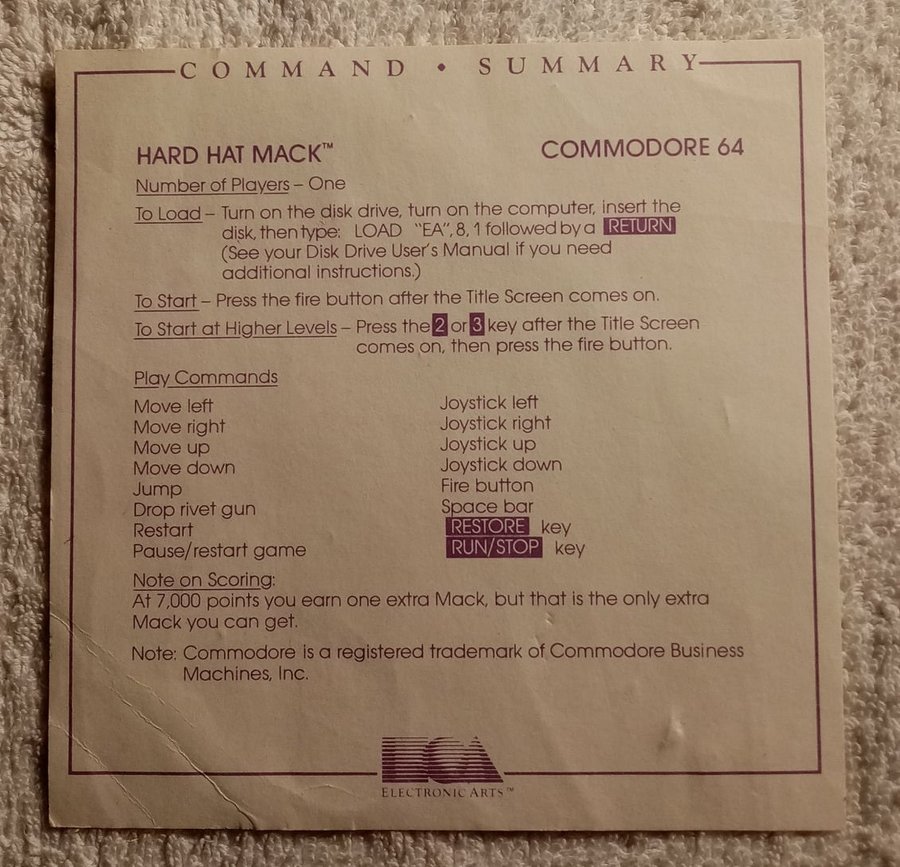 COMMAND • SUMMARY
HARD HAT MACK™ COMMODORE 64
Number of Players – One
To Load – Turn on the disk drive, turn on the computer, insert the
disk, then type: LOAD "EA", 8, 1 followed by a RETURN
(See your Disk Drive User's Manual if you need
additional instructions.)
To Start – Press the fire button after the Title Screen comes on.
To Start at Higher Levels – Press the 2 or 3 key after the Title Screen
comes on, then press the fire button.
Play Commands
Move left Joystick left
Move right Joystick right
Move up Joystick up
Move down Joystick down
Jump Fire button
Drop rivet gun Space bar
Restart RESTORE key
Pause/restart game RUN/STOP key
Note on Scoring:
At 7,000 points you earn one extra Mack, but that is the only extra
Mack you can get.
Note: Commodore is a registered trademark of Commodore Business
Machines, Inc.
ELECTRONIC ARTS™